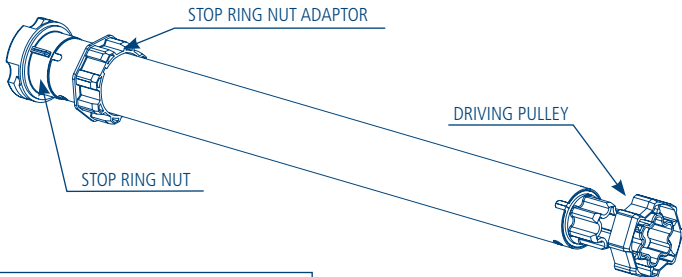 STOP RING NUT ADAPTOR
DRIVING PULLEY
STOP RING NUT